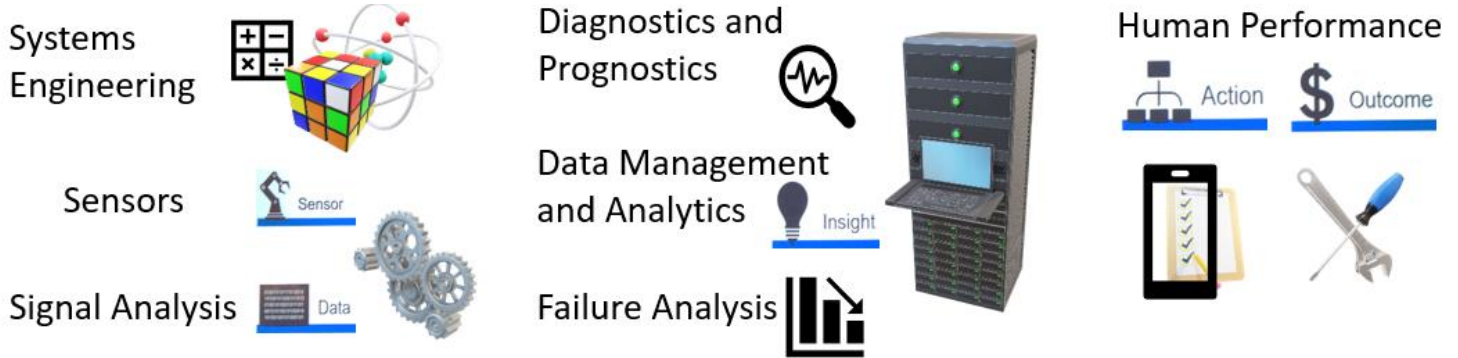 Systems
Engineering
Sensors
Sensor
Signal Analysis
Data
Diagnostics and
Prognostics
Data Management
and Analytics
Insight
Failure Analysis
Human Performance
Action
$ Outcome